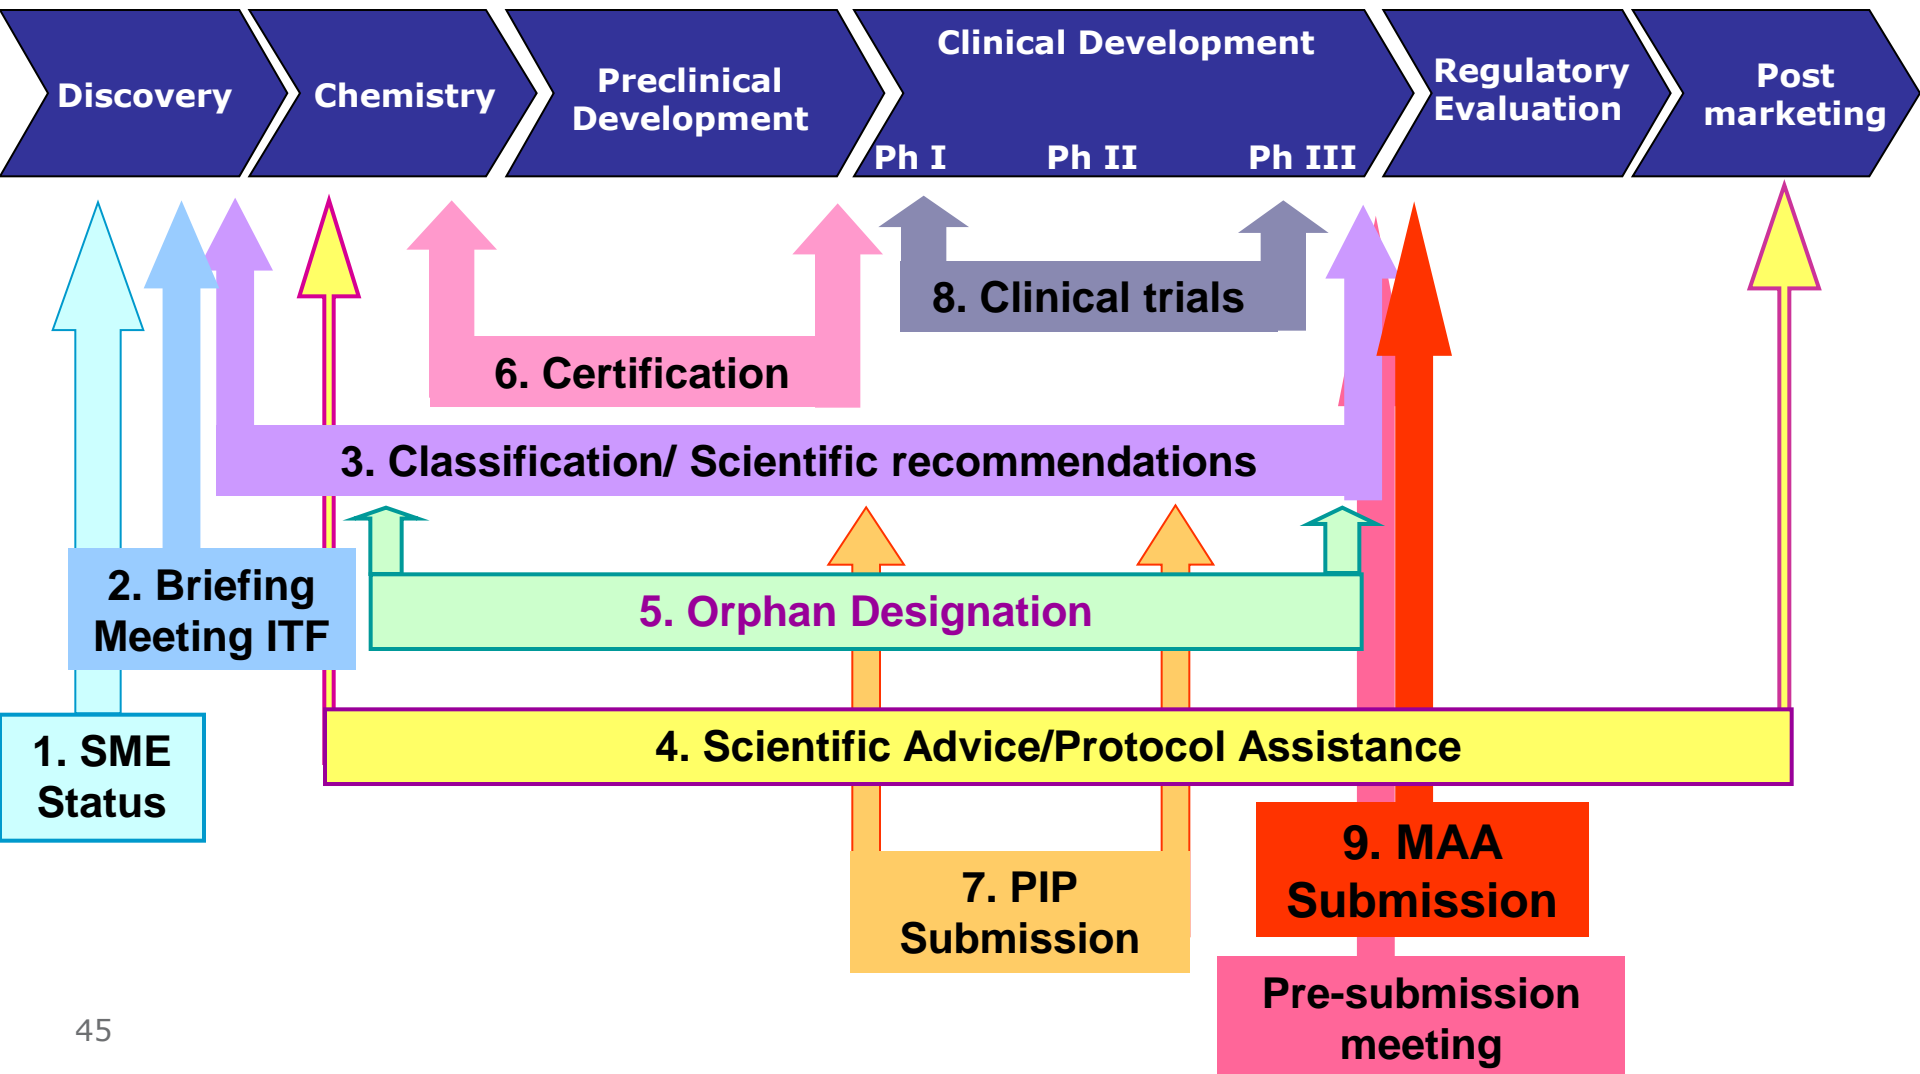 Discovery
Chemistry
Preclinical
Development
Clinical Development
Ph I
Ph II
Ph III
Regulatory
Evaluation
Post
marketing
8. Clinical trials
6. Certification
3. Classification/ Scientific recommendations
2. Briefing
Meeting ITF
5. Orphan Designation
1. SME
Status
4. Scientific Advice/Protocol Assistance
9. MAA
Submission
7. PIP
Submission
Pre-submission
meeting
45